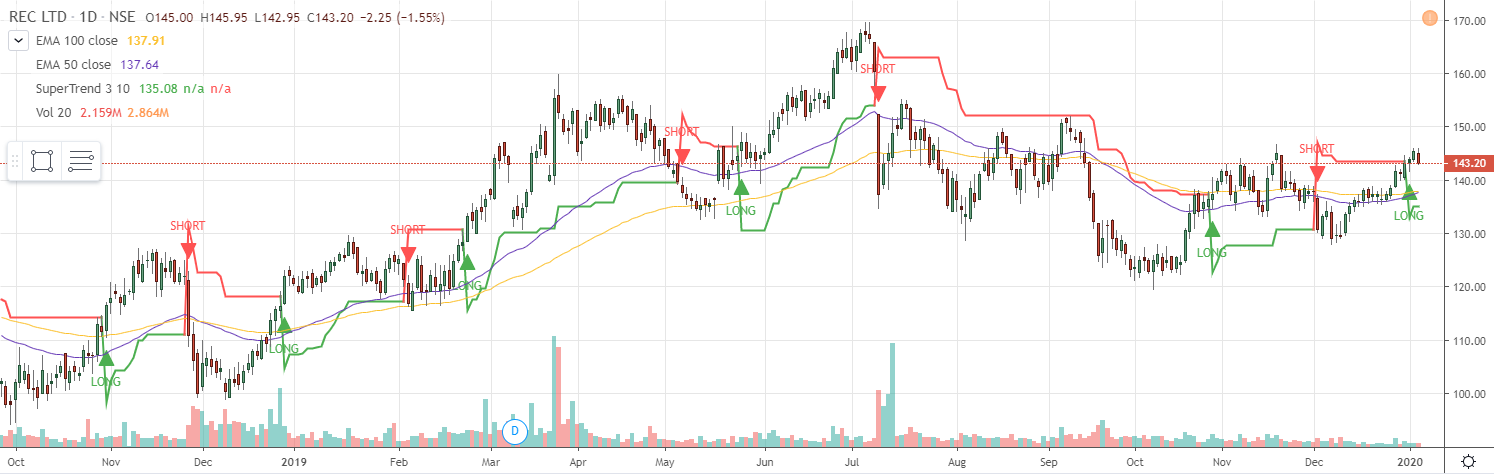 REC LTD · 1D · NSE O145.00 H145.95 L142.95 C143.20 −2.25 (−1.55%)
EMA 100 close 137.91
EMA 50 close 137.64
SuperTrend 3 10 135.08 n/a n/a
Vol 20 2.159M 2.864M
170.00
160.00
150.00
143.20
140.00
130.00
120.00
110.00
100.00
LONG
SHORT
LONG
SHORT
LONG
SHORT
LONG
SHORT
LONG
SHORT
LONG
D
Oct Nov Dec 2019 Feb Mar Apr May Jun Jul Aug Sep Oct Nov Dec 2020